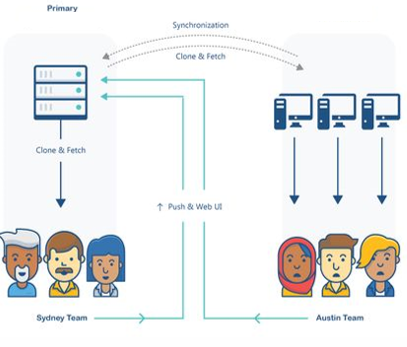 Primary
Synchronization
Clone & Fetch
Clone & Fetch
↑ Push & Web UI
Sydney Team
Austin Team